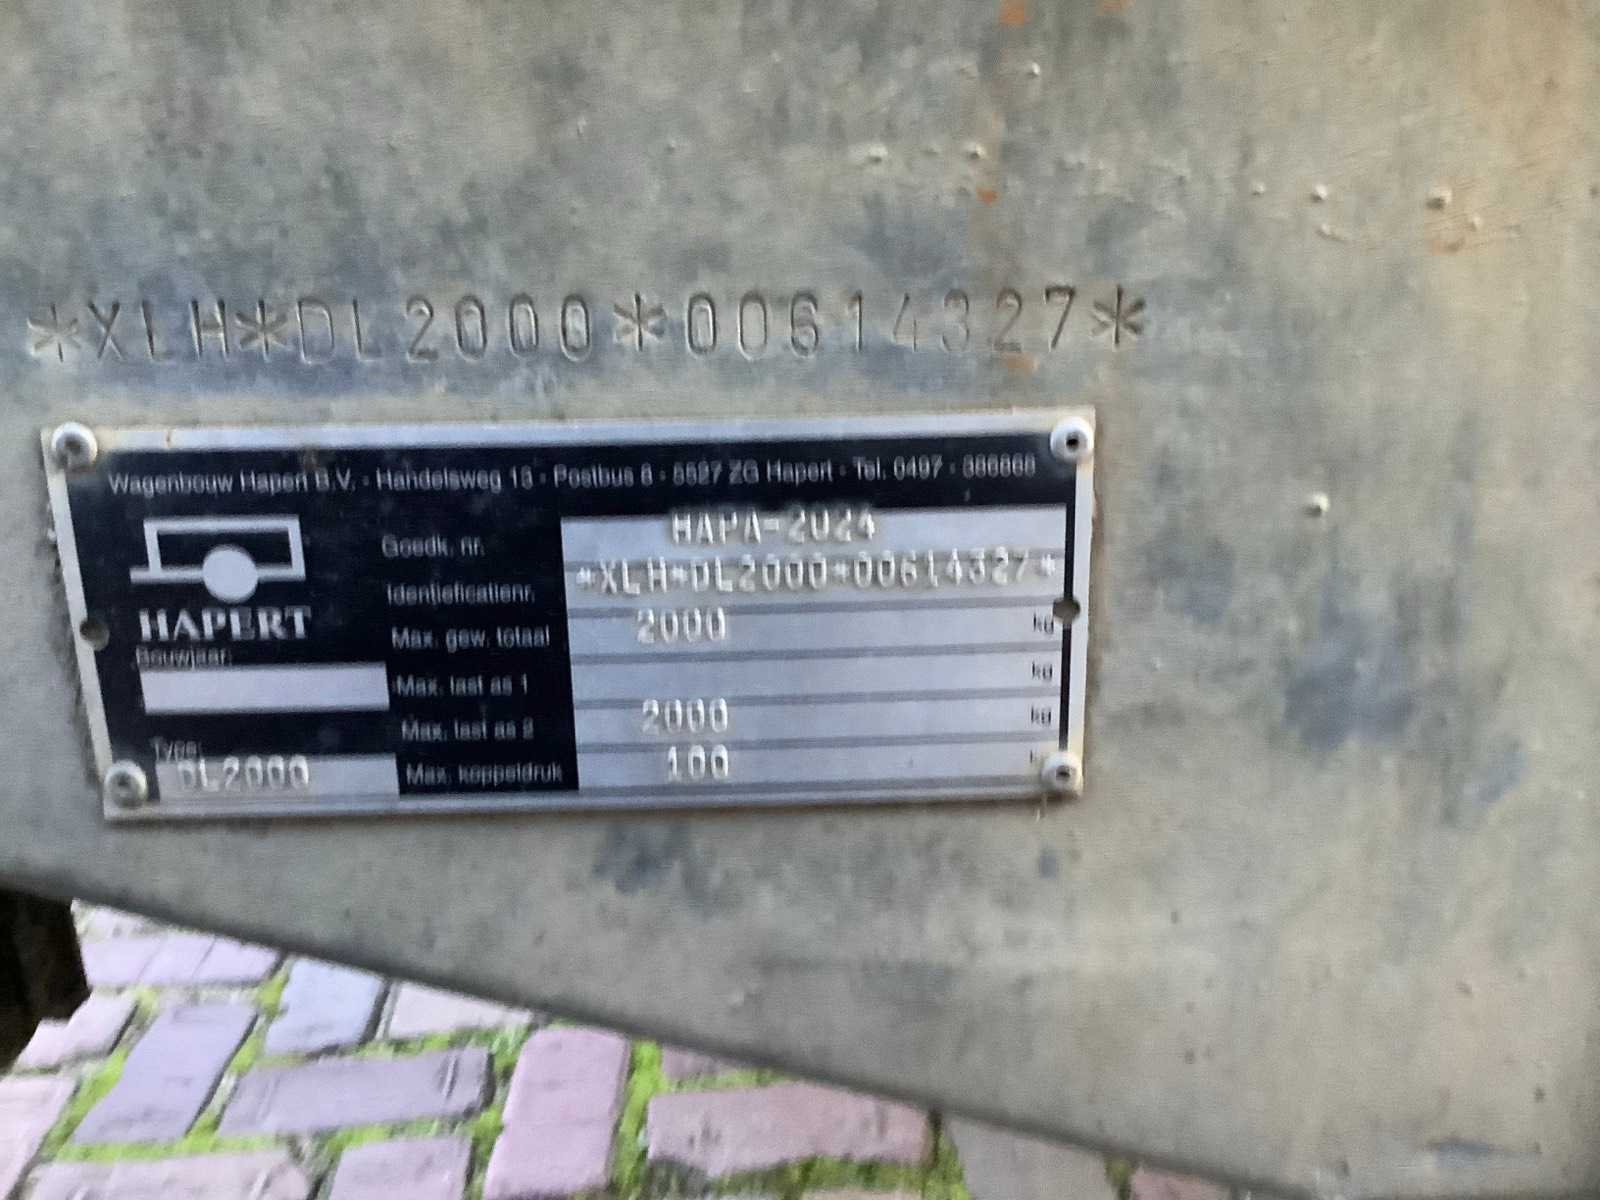 *XLH*DL2000*00614327*
Wagenbouw Hapert B.V. - Handelsweg 13 - Postbus 8 - 5527 ZG Hapert - Tel. 0497 - 386868
Goedk. nr. HAPA-2024
Identieficatienr. *XLH*DL2000*00614327*
HAPERT
Max. gew. totaal 2000 kg
Bouwjaar:
Max. last as 1 kg
Max. last as 2 2000 kg
Type:
DL2000
Max. koppeldruk 100